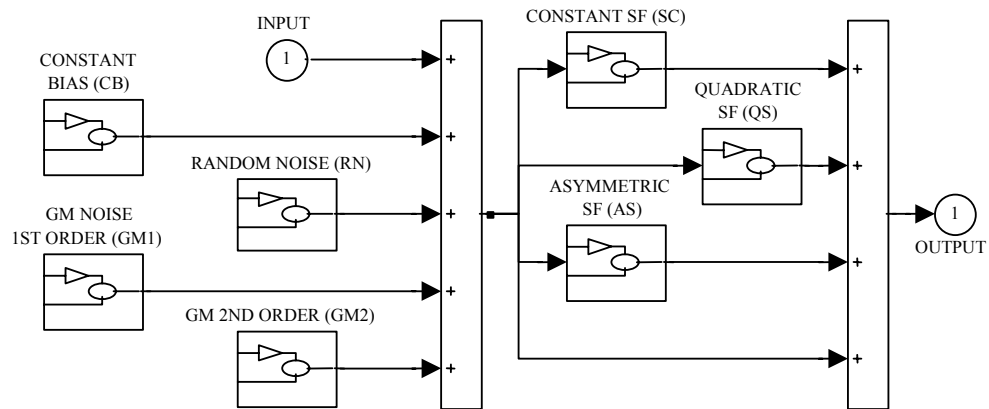 INPUT
1
CONSTANT
BIAS (CB)
RANDOM NOISE (RN)
GM NOISE
1ST ORDER (GM1)
GM 2ND ORDER (GM2)
+
+
+
+
+
CONSTANT SF (SC)
QUADRATIC
SF (QS)
ASYMMETRIC
SF (AS)
+
+
+
+
1
OUTPUT